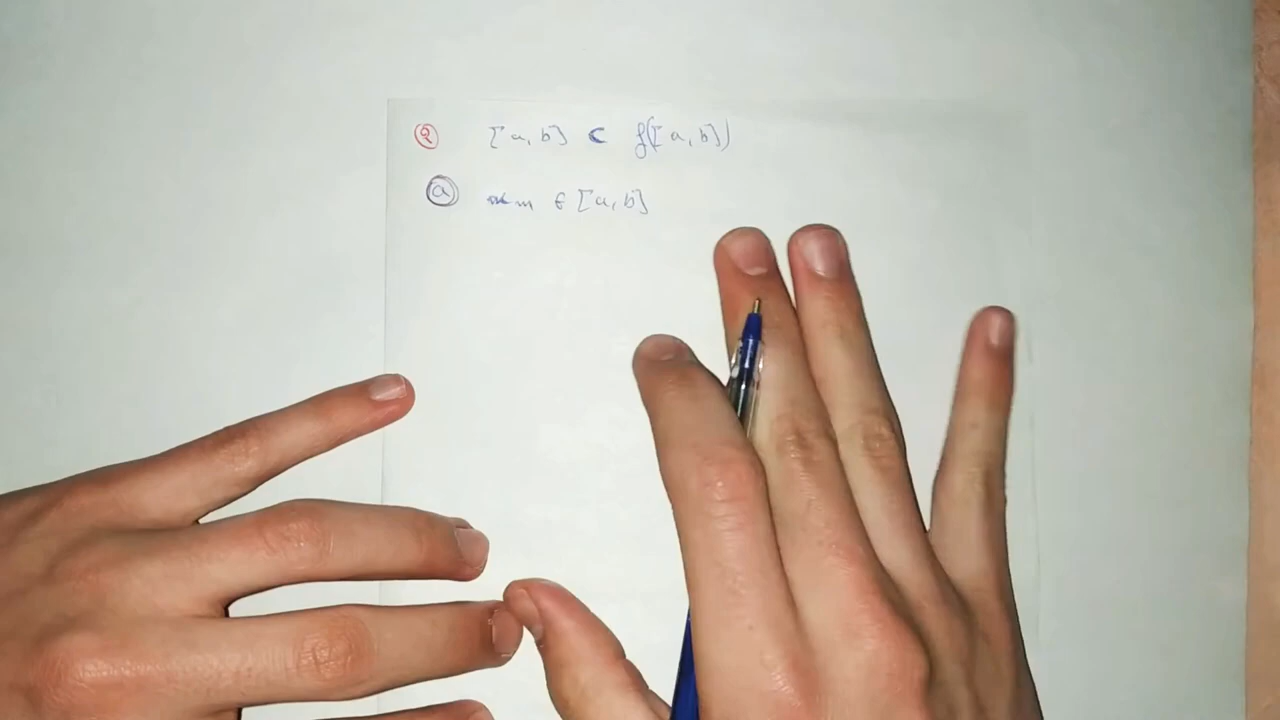 ② [a, b] ⊂ f([a, b])
ⓐ m ∈ [a, b]